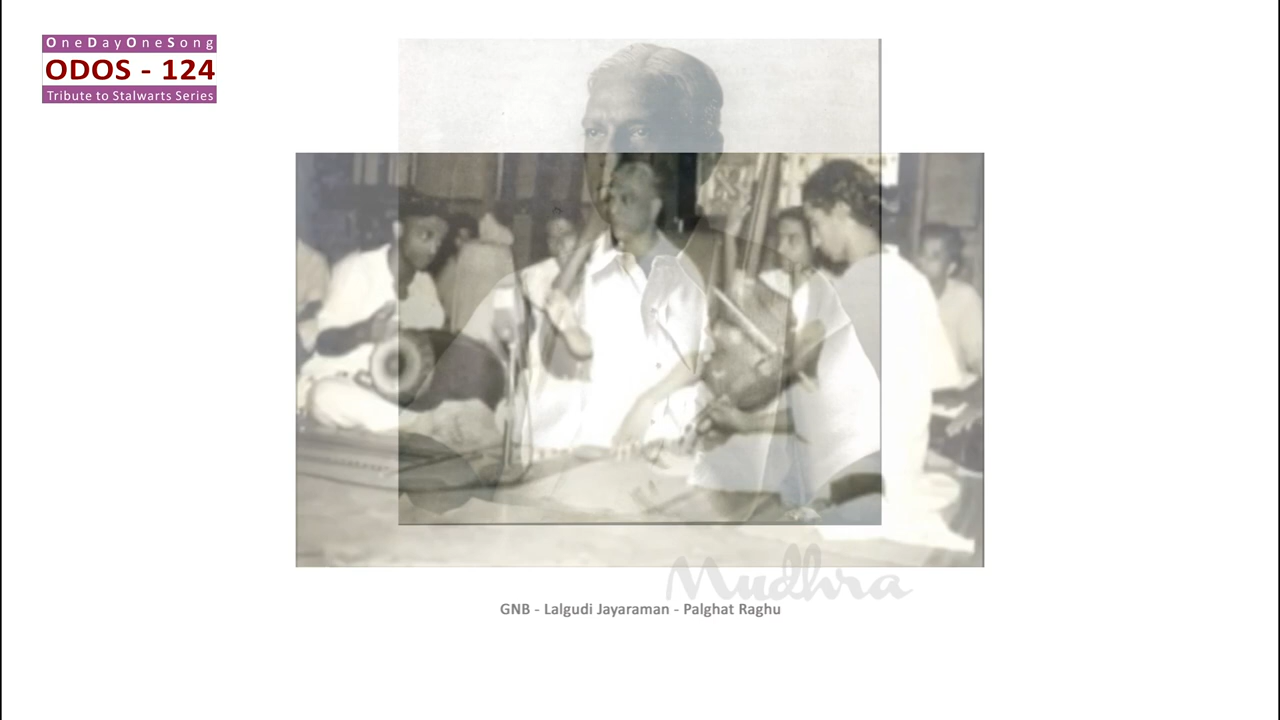 OneDayOneSong
ODOS - 124
Tribute to Stalwarts Series
Mudhra
GNB - Lalgudi Jayaraman - Palghat Raghu